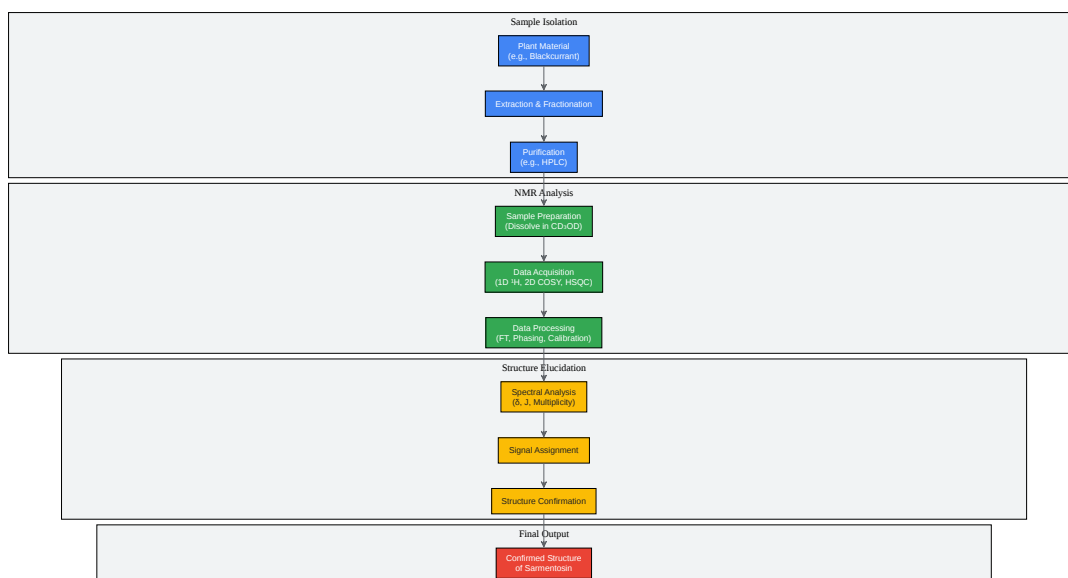 Sample Isolation
Plant Material
(e.g., Blackcurrant)
Extraction & Fractionation
Purification
(e.g., HPLC)
NMR Analysis
Sample Preparation
(Dissolve in CD₃OD)
Data Acquisition
(1D ¹H, 2D COSY, HSQC)
Data Processing
(FT, Phasing, Calibration)
Structure Elucidation
Spectral Analysis
(δ, J, Multiplicity)
Signal Assignment
Structure Confirmation
Final Output
Confirmed Structure
of Sarmentosin